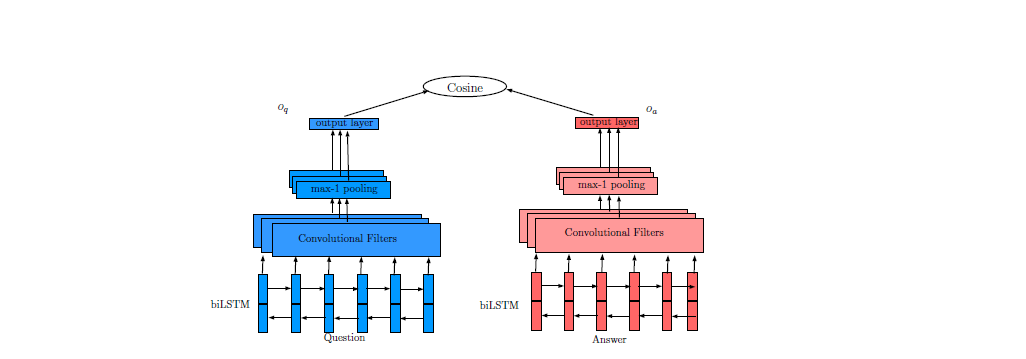 Cosine
o_q
o_a
output layer
output layer
max-1 pooling
max-1 pooling
Convolutional Filters
Convolutional Filters
biLSTM
biLSTM
Question
Answer